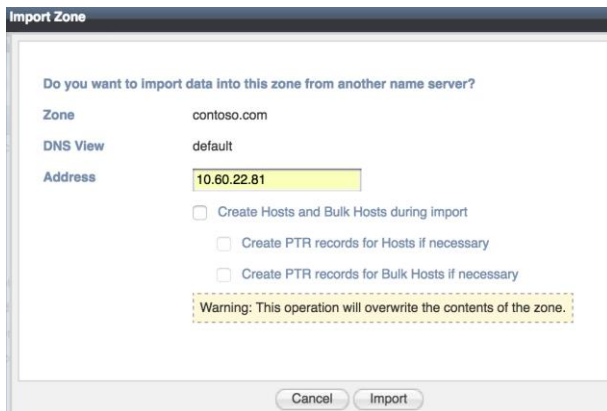 Import Zone
Do you want to import data into this zone from another name server?
Zone contoso.com
DNS View default
Address 10.60.22.81
Create Hosts and Bulk Hosts during import
Create PTR records for Hosts if necessary
Create PTR records for Bulk Hosts if necessary
Warning: This operation will overwrite the contents of the zone.
Cancel Import